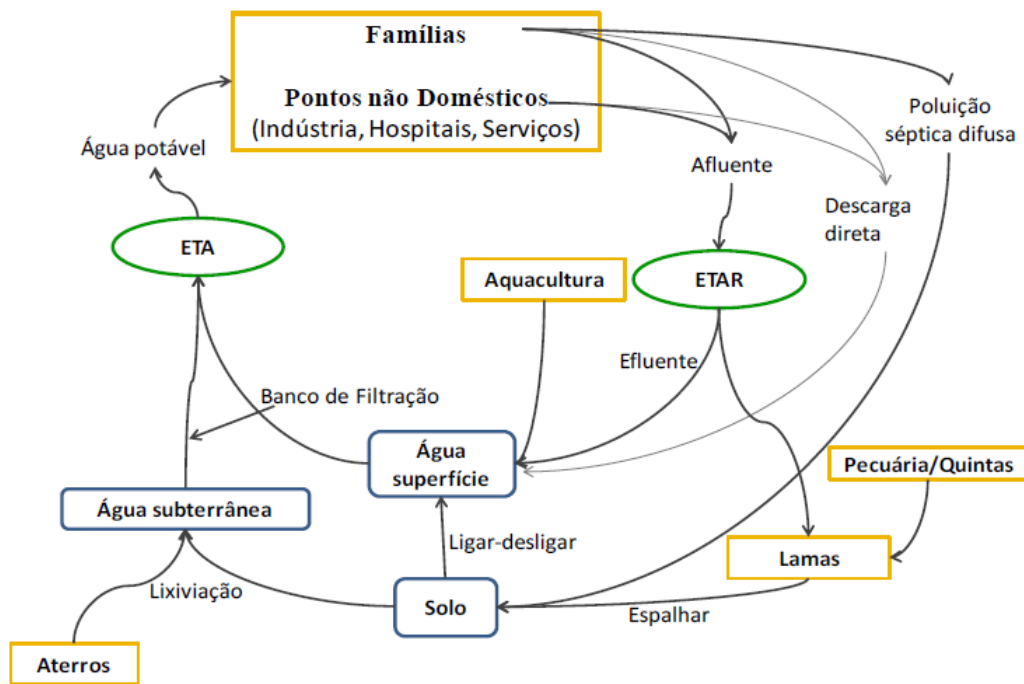 Famílias
Pontos não Domésticos
(Indústria, Hospitais, Serviços)
Poluição
séptica difusa
Água potável
Afluente
Descarga
direta
ETA
Aquacultura
ETAR
Efluente
Banco de Filtração
Água
superfície
Pecuária/Quintas
Água subterrânea
Ligar-desligar
Lamas
Lixiviação
Solo
Espalhar
Aterros